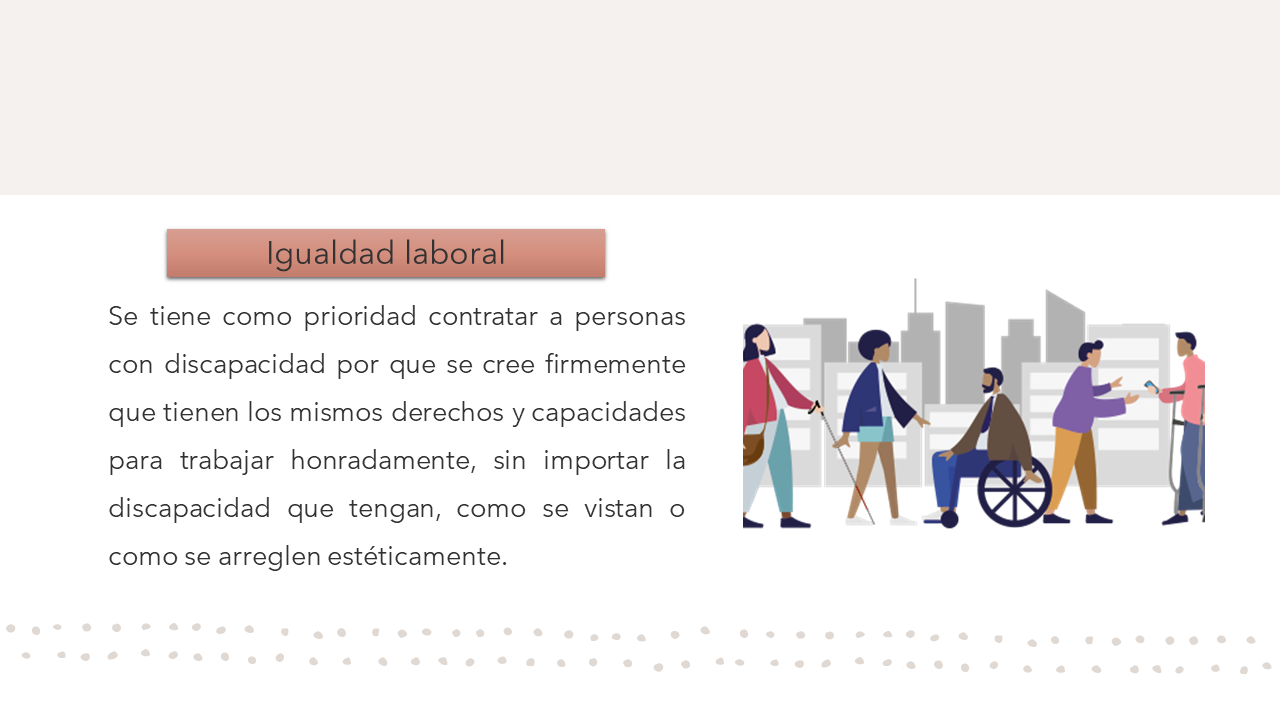 Igualdad laboral
Se tiene como prioridad contratar a personas
con discapacidad por que se cree firmemente
que tienen los mismos derechos y capacidades
para trabajar honradamente, sin importar la
discapacidad que tengan, como se vistan o
como se arreglen estéticamente.